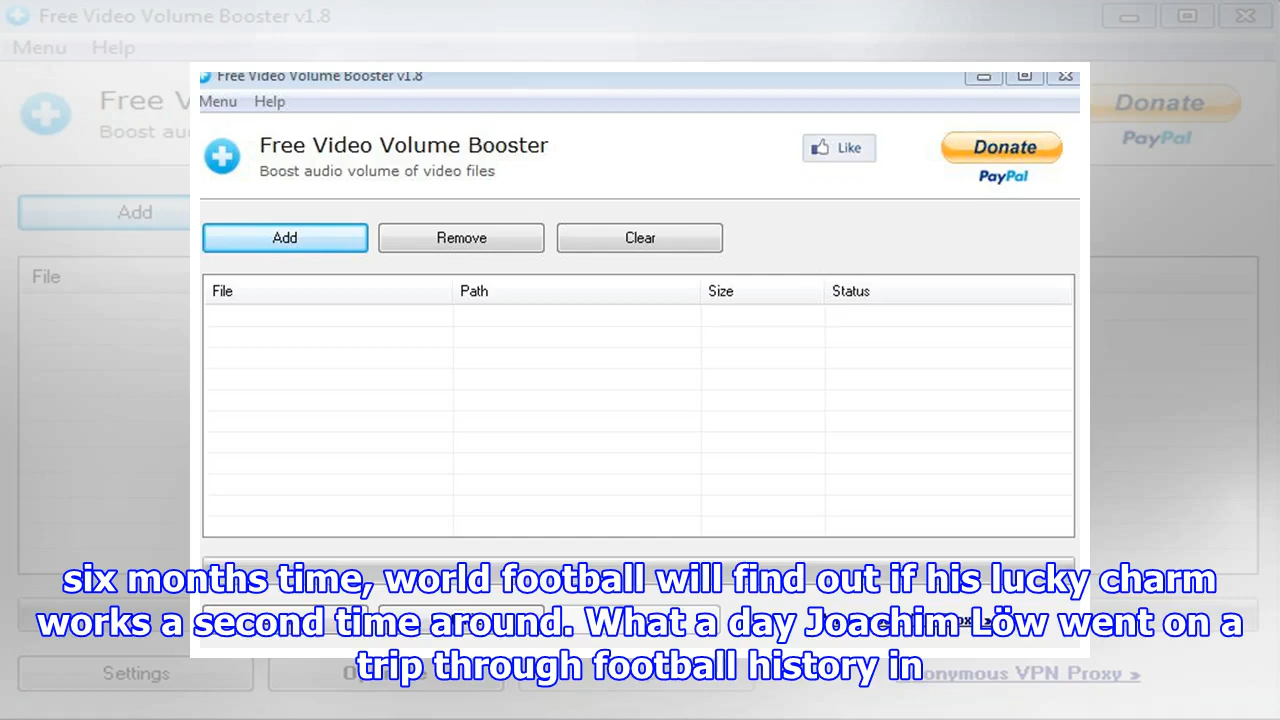 Free Video Volume Booster v1.8
Menu Help
Free V
Boost au
Donate
PayPal
Add
File
Free Video Volume Booster v1.8
Menu Help
Free Video Volume Booster
Boost audio volume of video files
Like
Donate
PayPal
Add Remove Clear
File Path Size Status
six months time, world football will find out if his lucky charm
works a second time around. What a day Joachim Löw went on a
trip through football history in
Settings
onymous VPN Proxy »